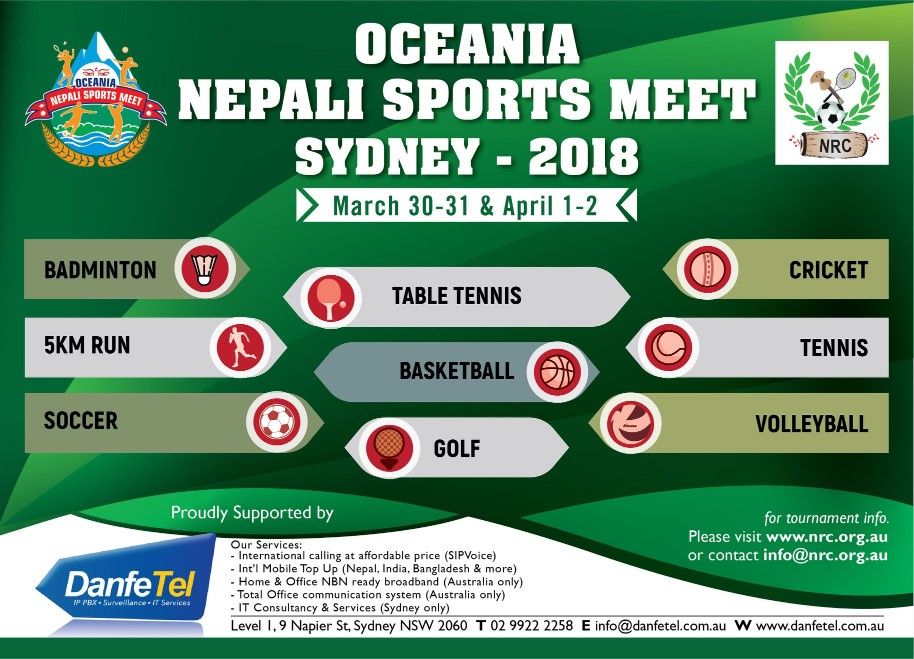 OCEANIA
NEPALI SPORTS MEET
SYDNEY - 2018
March 30-31 & April 1-2
OCEANIA
NEPALI SPORTS MEET
NRC
BADMINTON
TABLE TENNIS
CRICKET
5KM RUN
BASKETBALL
TENNIS
SOCCER
GOLF
VOLLEYBALL
Proudly Supported by
for tournament info.
Please visit www.nrc.org.au
or contact info@nrc.org.au
DanfeTel
IP PBX • Surveillance • IT Services
Our Services:
- International calling at affordable price (SIPVoice)
- Int'l Mobile Top Up (Nepal, India, Bangladesh & more)
- Home & Office NBN ready broadband (Australia only)
- Total Office communication system (Australia only)
- IT Consultancy & Services (Sydney only)
Level 1, 9 Napier St, Sydney NSW 2060 T 02 9922 2258 E info@danfetel.com.au W www.danfetel.com.au